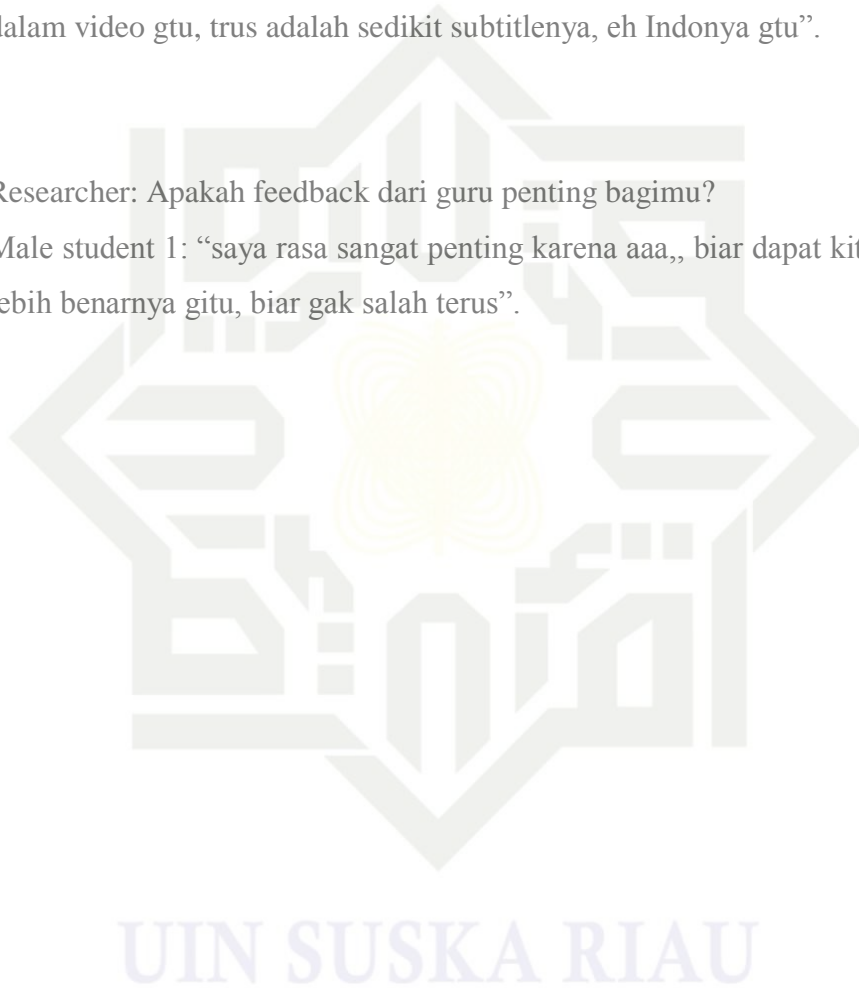 dalam video gtu, trus adalah sedikit subtitlenya, eh Indonya gtu”.
Researcher: Apakah feedback dari guru penting bagimu?
Male student 1: “saya rasa sangat penting karena aaa,, biar dapat kit
lebih benarnya gitu, biar gak salah terus”.
UIN SUSKA RIAU